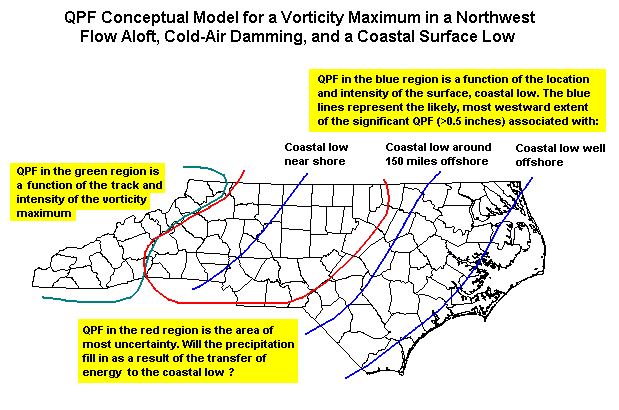 QPF Conceptual Model for a Vorticity Maximum in a Northwest
Flow Aloft, Cold-Air Damming, and a Coastal Surface Low
QPF in the blue region is a function of the location
and intensity of the surface, coastal low. The blue
lines represent the likely, most westward extent
of the significant QPF (>0.5 inches) associated with:
Coastal low
near shore
Coastal low around
150 miles offshore
Coastal low well
offshore
QPF in the green region is
a function of the track and
intensity of the vorticity
maximum
QPF in the red region is the area of
most uncertainty. Will the precipitation
fill in as a result of the transfer of
energy to the coastal low ?